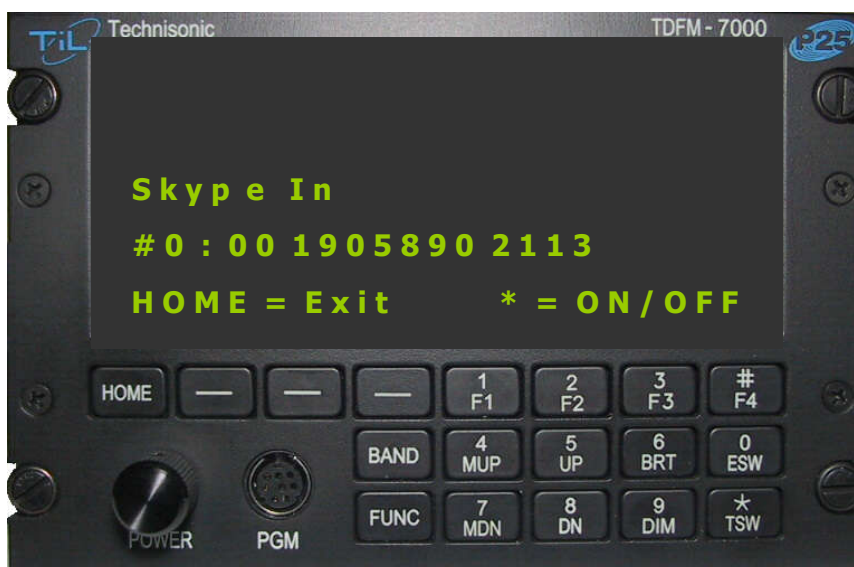 TiL Technisonic TDFM - 7000 P25
Skype In
#0 : 00 1905890 2113
HOME = Exit * = ON/OFF
HOME — — — 1 F1 2 F2 3 F3 # F4
BAND 4 MUP 5 UP 6 BRT 0 ESW
FUNC 7 MDN 8 DN 9 DIM * TSW
POWER PGM